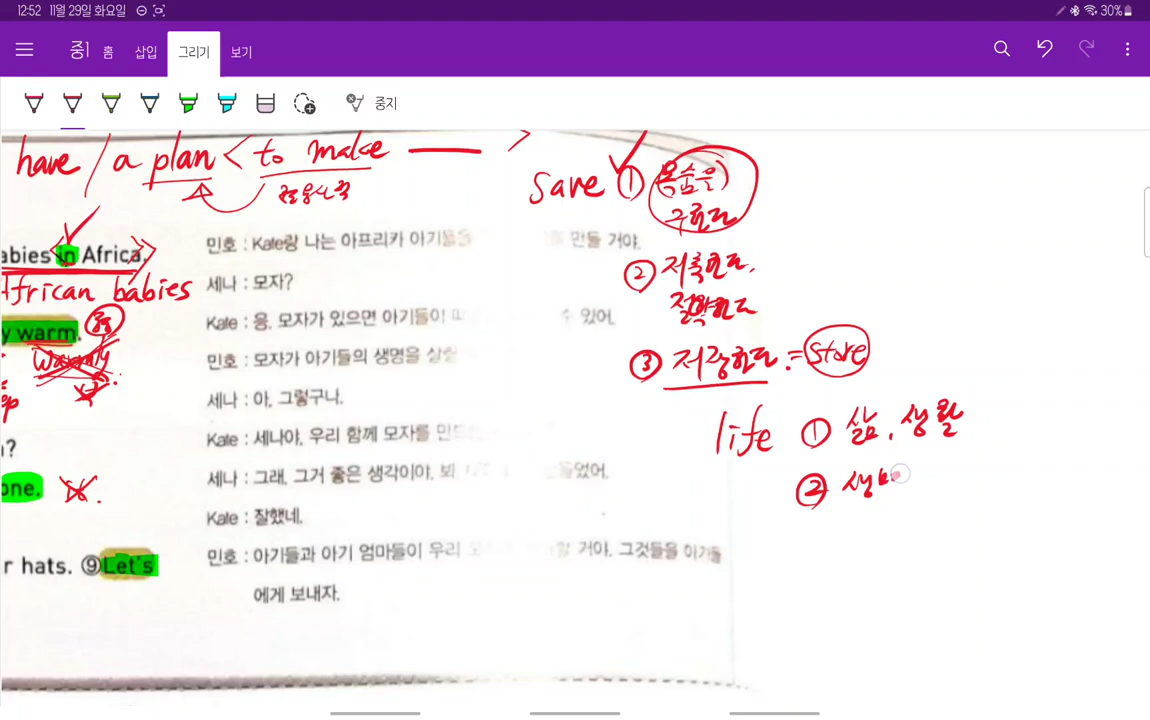 12:52 11월 29일 화요일 30%
중1 홈 삽입 그리기 보기
중지
have / a plan < to make >
save ① (목숨을)
구한다
② 저축한다.
절약한다
③ 저장한다. = store
life ① 삶, 생활
② 생
abies in Africa.
African babies
y warm.
one.
r hats. ⑨Let's
민호 : Kate랑 나는 아프리카 아기들을 만들 거야.
세나 : 모자?
Kate : 응, 모자가 있으면 아기들이 수 있어.
민호 : 모자가 아기들의 생명을
세나 : 아, 그렇구나.
Kate : 세나야, 우리 함께 모자를
세나 : 그래, 그거 좋은 생각이야.
Kate : 잘했네.
민호 : 아기들과 아기 엄마들이 우리 거야. 그것들을 아기들
에게 보내자.